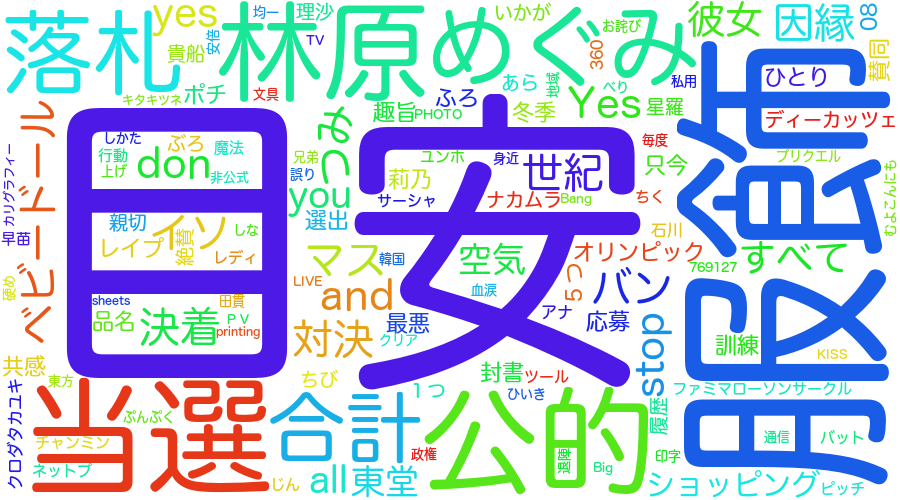 落札
林原めぐみ
目安
服飾
当選
公的
合計
yes
均一
理沙
いかが
彼女
因縁
08
安倍
TV
お詫び
360
賛同
貴船
キタキツネ
ポチ
文具
あら
地域
べり
私用
ひとり
ふろ
冬季
Yes
星羅
ディーカッツェ
趣旨
PHOTO
つみ
しかた
ぶろ
魔法
行動
上げ
非公式
don
兄弟
誤り
ユンホ
身近
世紀
毎度
只今
プリクエル
you
莉乃
サーシャ
ナカムラ
Bang
ちく
むよこんにも
カリグラフィー
早苗
ベビードール
親切
イソ
しな
選出
石川
レイプ
絶賛
レディ
マス
韓国
空気
オリンピック
すべて
硬め
sheets
田貫
LIVE
血涙
5つ
バン
769127
品名
決着
PV
printing
and
アナ
応募
stop
対決
最悪
クリア
訓練
KISS
共感
東方
ちび
封書
ツール
1つ
ひいき
履歴
ファミマローソンサークル
クロダタカユキ
ぷんぷく
チャンミン
ネットプ
じん
all
東堂
政権
退陣
Big
印字
通信
バット
ショッピング
ピッチ